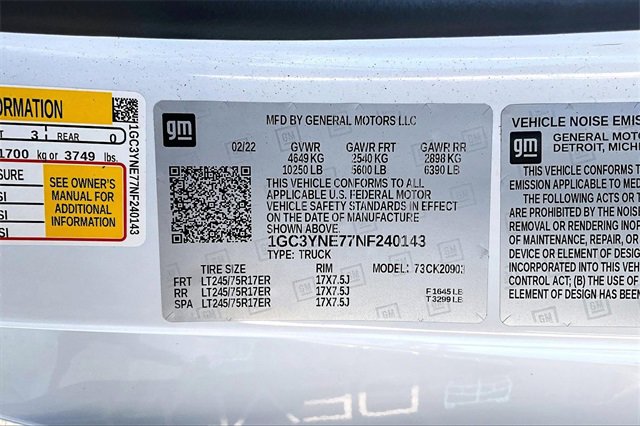 ORMATION
T 3 REAR 0
1700 kg or 3749 lbs.
SURE
SI
SI
SI
SEE OWNER'S
MANUAL FOR
ADDITIONAL
INFORMATION
1GC3YNE77NF240143
gm
MFD BY GENERAL MOTORS LLC
02/22 GVWR GAWR FRT GAWR RR
4649 KG 2540 KG 2898 KG
10250 LB 5600 LB 6390 LB
THIS VEHICLE CONFORMS TO ALL
APPLICABLE U.S. FEDERAL MOTOR
VEHICLE SAFETY STANDARDS IN EFFECT
ON THE DATE OF MANUFACTURE
SHOWN ABOVE.
1GC3YNE77NF240143
TYPE: TRUCK
TIRE SIZE RIM MODEL: 73CK20903
FRT LT245/75R17ER 17X7.5J
RR LT245/75R17ER 17X7.5J F1645 LB
SPA LT245/75R17ER 17X7.5J T3299 LB
VEHICLE NOISE EMIS
gm
GENERAL MOTOR
DETROIT, MICHI
THIS VEHICLE CONFORMS TO
EMISSION APPLICABLE TO MED
THE FOLLOWING ACTS OR TH
ARE PROHIBITED BY THE NOIS
REMOVAL OR RENDERING INOP
OF MAINTENANCE, REPAIR, OR
DEVICE OR ELEMENT OF DESIGN
INTO THIS VEHICLE
CONTROL ACT; (B) THE USE OF
ELEMENT OF DESIGN HAS BEEN